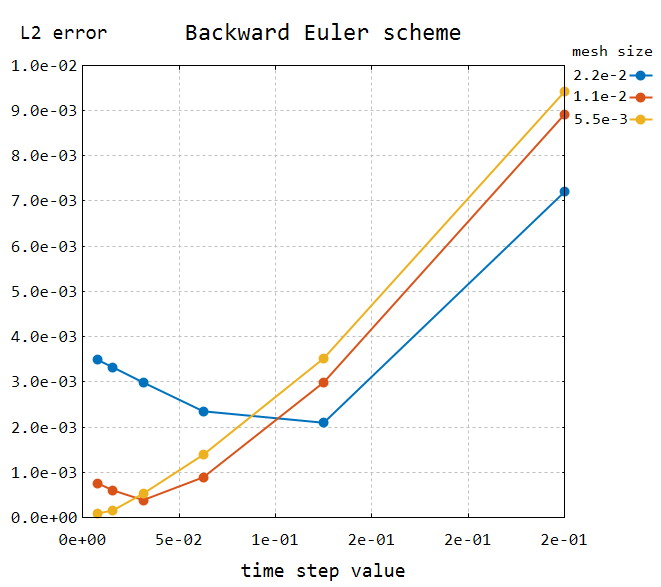 L2 error
Backward Euler scheme
mesh size
2.2e-2
1.1e-2
5.5e-3
1.0e-02
9.0e-03
8.0e-03
7.0e-03
6.0e-03
5.0e-03
4.0e-03
3.0e-03
2.0e-03
1.0e-03
0.0e+00
0e+00 5e-02 1e-01 2e-01 2e-01 2e-01
time step value